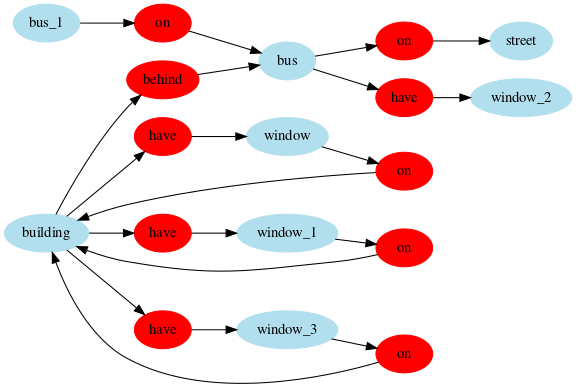 bus_1 on
bus on street
behind
have window_2
have window
on
building have window_1
on
have window_3
on